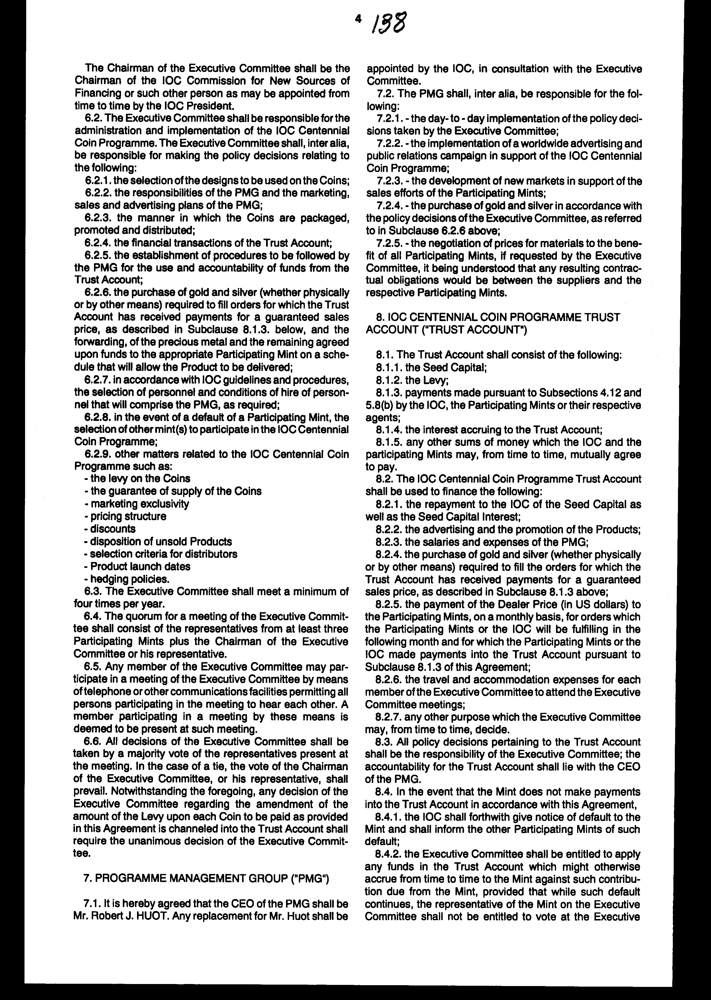 4 138
The Chairman of the Executive Committee shall be the
Chairman of the IOC Commission for New Sources of
Financing or such other person as may be appointed from
time to time by the IOC President.
6.2. The Executive Committee shall be responsible for the
administration and implementation of the IOC Centennial
Coin Programme. The Executive Committee shall, inter alia,
be responsible for making the policy decisions relating to
the following:
6.2.1. the selection of the designs to be used on the Coins;
6.2.2. the responsibilities of the PMG and the marketing,
sales and advertising plans of the PMG;
6.2.3. the manner in which the Coins are packaged,
promoted and distributed;
6.2.4. the financial transactions of the Trust Account;
6.2.5. the establishment of procedures to be followed by
the PMG for the use and accountability of funds from the
Trust Account;
6.2.6. the purchase of gold and silver (whether physically
or by other means) required to fill orders for which the Trust
Account has received payments for a guaranteed sales
price, as described in Subclause 8.1.3. below, and the
forwarding, of the precious metal and the remaining agreed
upon funds to the appropriate Participating Mint on a sche-
dule that will allow the Product to be delivered;
6.2.7. in accordance with IOC guidelines and procedures,
the selection of personnel and conditions of hire of person-
nel that will comprise the PMG, as required;
6.2.8. in the event of a default of a Participating Mint, the
selection of other mint(s) to participate in the IOC Centennial
Coin Programme;
6.2.9. other matters related to the IOC Centennial Coin
Programme such as:
- the levy on the Coins
- the guarantee of supply of the Coins
- marketing exclusivity
- pricing structure
- discounts
- disposition of unsold Products
- selection criteria for distributors
- Product launch dates
- hedging policies.
6.3. The Executive Committee shall meet a minimum of
four times per year.
6.4. The quorum for a meeting of the Executive Commit-
tee shall consist of the representatives from at least three
Participating Mints plus the Chairman of the Executive
Committee or his representative.
6.5. Any member of the Executive Committee may par-
ticipate in a meeting of the Executive Committee by means
of telephone or other communications facilities permitting all
persons participating in the meeting to hear each other. A
member participating in a meeting by these means is
deemed to be present at such meeting.
6.6. All decisions of the Executive Committee shall be
taken by a majority vote of the representatives present at
the meeting. In the case of a tie, the vote of the Chairman
of the Executive Committee, or his representative, shall
prevail. Notwithstanding the foregoing, any decision of the
Executive Committee regarding the amendment of the
amount of the Levy upon each Coin to be paid as provided
in this Agreement is channeled into the Trust Account shall
require the unanimous decision of the Executive Commit-
tee.
7. PROGRAMME MANAGEMENT GROUP ("PMG")
7.1. It is hereby agreed that the CEO of the PMG shall be
Mr. Robert J. HUOT. Any replacement for Mr. Huot shall be
appointed by the IOC, in consultation with the Executive
Committee.
7.2. The PMG shall, inter alia, be responsible for the fol-
lowing:
7.2.1. - the day- to - day implementation of the policy deci-
sions taken by the Executive Committee;
7.2.2. - the implementation of a worldwide advertising and
public relations campaign in support of the IOC Centennial
Coin Programme;
7.2.3. - the development of new markets in support of the
sales efforts of the Participating Mints;
7.2.4. - the purchase of gold and silver in accordance with
the policy decisions of the Executive Committee, as referred
to in Subclause 6.2.6 above;
7.2.5. - the negotiation of prices for materials to the bene-
fit of all Participating Mints, if requested by the Executive
Committee, it being understood that any resulting contrac-
tual obligations would be between the suppliers and the
respective Participating Mints.
8. IOC CENTENNIAL COIN PROGRAMME TRUST
ACCOUNT ("TRUST ACCOUNT")
8.1. The Trust Account shall consist of the following:
8.1.1. the Seed Capital;
8.1.2. the Levy;
8.1.3. payments made pursuant to Subsections 4.12 and
5.8(b) by the IOC, the Participating Mints or their respective
agents;
8.1.4. the interest accruing to the Trust Account;
8.1.5. any other sums of money which the IOC and the
participating Mints may, from time to time, mutually agree
to pay.
8.2. The IOC Centennial Coin Programme Trust Account
shall be used to finance the following:
8.2.1. the repayment to the IOC of the Seed Capital as
well as the Seed Capital Interest;
8.2.2. the advertising and the promotion of the Products;
8.2.3. the salaries and expenses of the PMG;
8.2.4. the purchase of gold and silver (whether physically
or by other means) required to fill the orders for which the
Trust Account has received payments for a guaranteed
sales price, as described in Subclause 8.1.3 above;
8.2.5. the payment of the Dealer Price (in US dollars) to
the Participating Mints, on a monthly basis, for orders which
the Participating Mints or the IOC will be fulfilling in the
following month and for which the Participating Mints or the
IOC made payments into the Trust Account pursuant to
Subclause 8.1.3 of this Agreement;
8.2.6. the travel and accommodation expenses for each
member of the Executive Committee to attend the Executive
Committee meetings;
8.2.7. any other purpose which the Executive Committee
may, from time to time, decide.
8.3. All policy decisions pertaining to the Trust Account
shall be the responsibility of the Executive Committee; the
accountability for the Trust Account shall lie with the CEO
of the PMG.
8.4. In the event that the Mint does not make payments
into the Trust Account in accordance with this Agreement,
8.4.1. the IOC shall forthwith give notice of default to the
Mint and shall inform the other Participating Mints of such
default;
8.4.2. the Executive Committee shall be entitled to apply
any funds in the Trust Account which might otherwise
accrue from time to time to the Mint against such contribu-
tion due from the Mint, provided that while such default
continues, the representative of the Mint on the Executive
Committee shall not be entitled to vote at the Executive